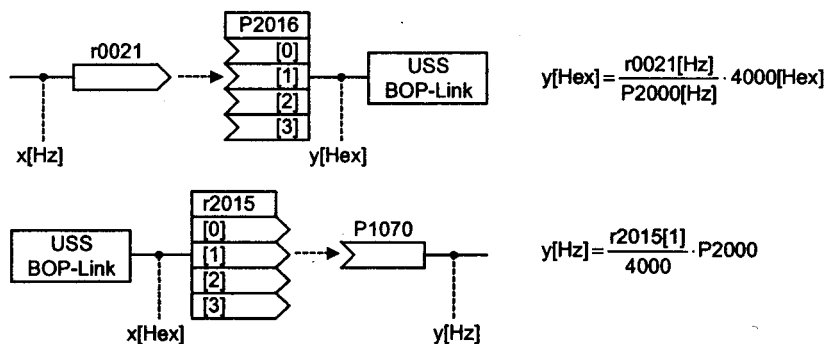 P2016
r0021
[0]
[1]
[2]
[3]
USS
BOP-Link
x[Hz]
y[Hex]
y[Hex]=r0021[Hz]/P2000[Hz]·4000[Hex]
r2015
P1070
[0]
[1]
[2]
[3]
USS
BOP-Link
x[Hex]
y[Hz]
y[Hz]=r2015[1]/4000·P2000